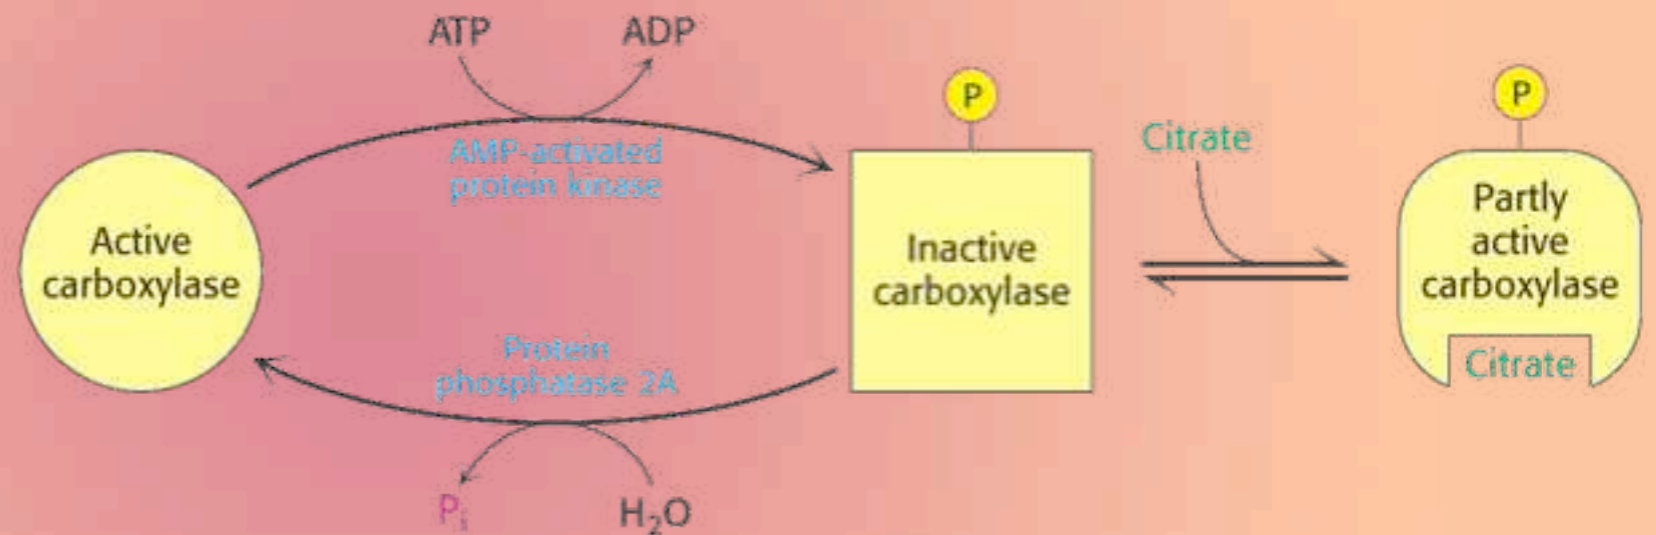 ATP
ADP
AMP-activated
protein kinase
Active
carboxylase
Protein
phosphatase 2A
Pi
H₂O
P
Inactive
carboxylase
Citrate
P
Partly
active
carboxylase
Citrate